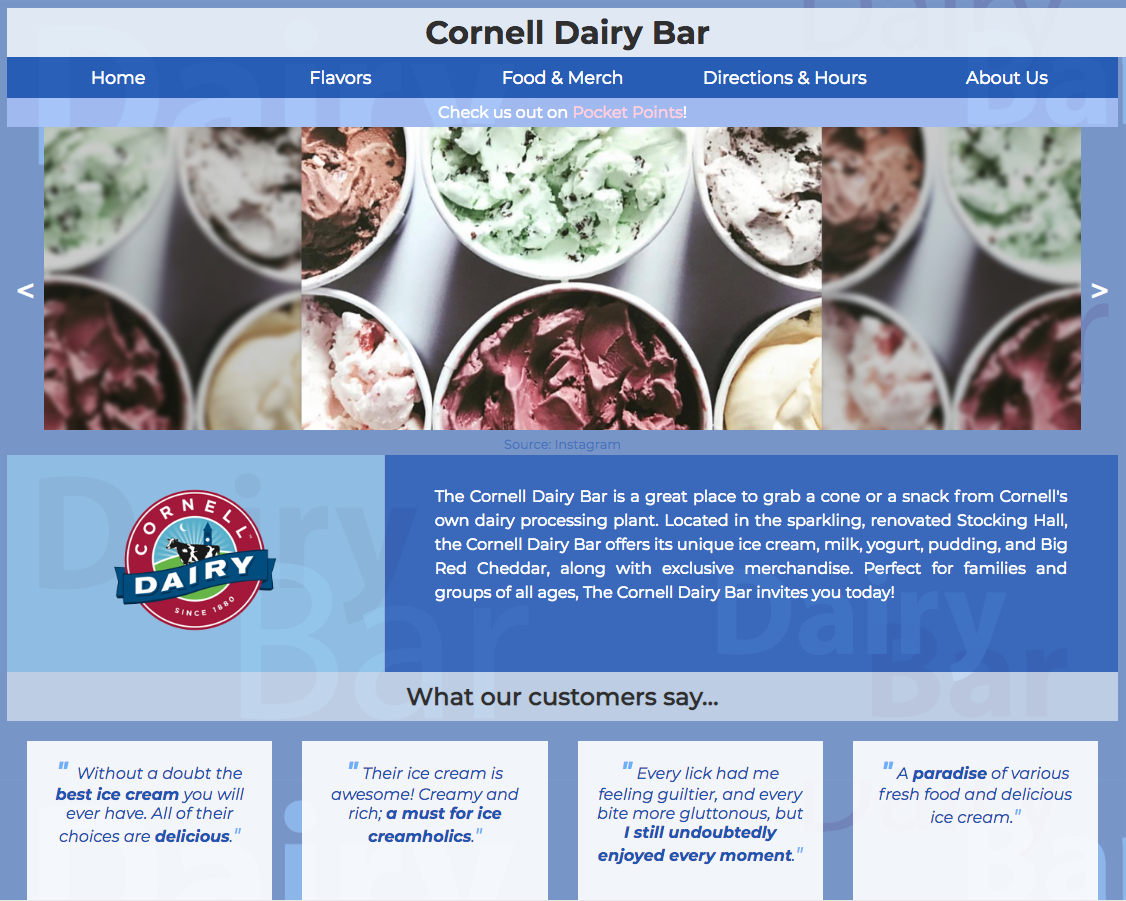 Cornell Dairy Bar
Home Flavors Food & Merch Directions & Hours About Us
Check us out on Pocket Points!
< >
Source: Instagram
CORNELL
DAIRY
SINCE 1880
The Cornell Dairy Bar is a great place to grab a cone or a snack from Cornell's
own dairy processing plant. Located in the sparkling, renovated Stocking Hall,
the Cornell Dairy Bar offers its unique ice cream, milk, yogurt, pudding, and Big
Red Cheddar, along with exclusive merchandise. Perfect for families and
groups of all ages, The Cornell Dairy Bar invites you today!
Dairy
Bar
Dairy
Bar
What our customers say...
" Without a doubt the
best ice cream you will
ever have. All of their
choices are delicious."
" Their ice cream is
awesome! Creamy and
rich; a must for ice
creamholics."
" Every lick had me
feeling guiltier, and every
bite more gluttonous, but
I still undoubtedly
enjoyed every moment."
" A paradise of various
fresh food and delicious
ice cream."